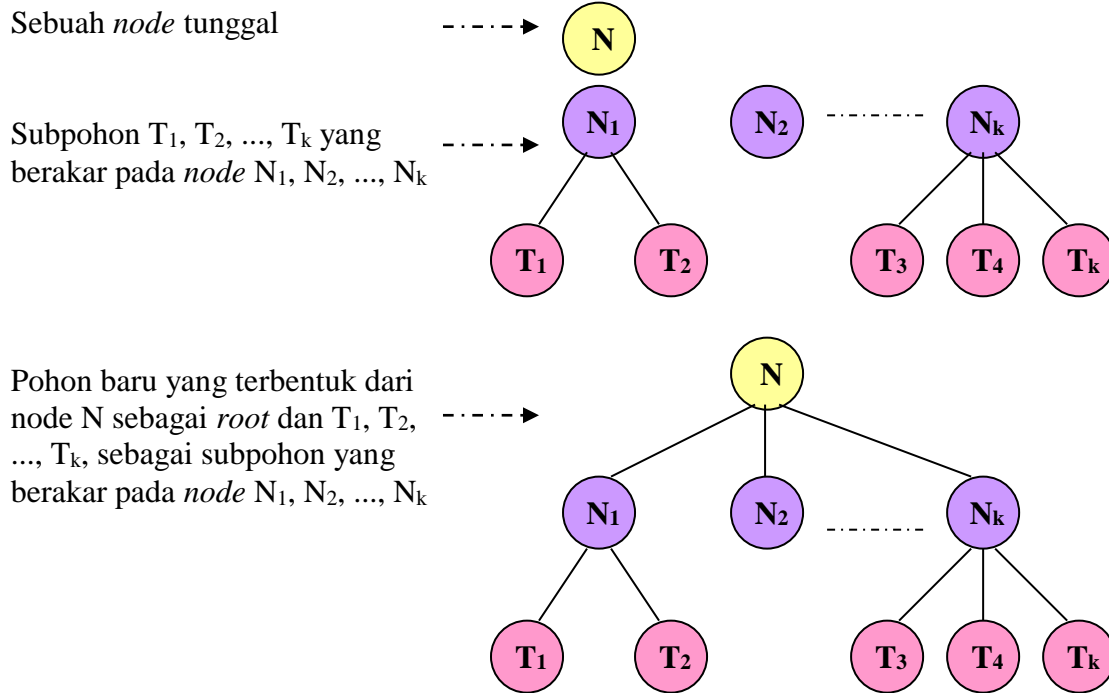 Sebuah node tunggal
N
Subpohon T₁, T₂, ..., Tₖ yang
berakar pada node N₁, N₂, ..., Nₖ
N₁ N₂ Nₖ
T₁ T₂ T₃ T₄ Tₖ
Pohon baru yang terbentuk dari
node N sebagai root dan T₁, T₂,
..., Tₖ, sebagai subpohon yang
berakar pada node N₁, N₂, ..., Nₖ
N
N₁ N₂ Nₖ
T₁ T₂ T₃ T₄ Tₖ